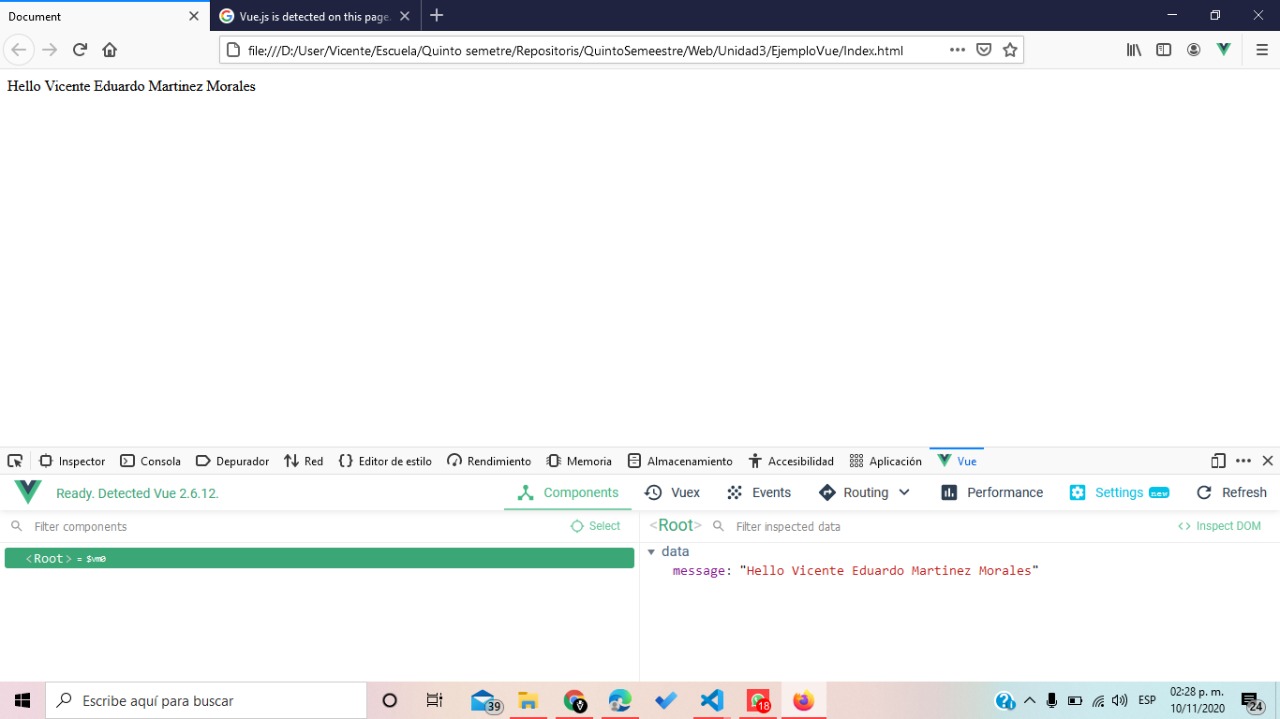 Document
Vue.js is detected on this page.
file:///D:/User/Vicente/Escuela/Quinto semetre/Repositoris/QuintoSemeestre/Web/Unidad3/EjemploVue/Index.html
Hello Vicente Eduardo Martinez Morales
Inspector Consola Depurador Red Editor de estilo Rendimiento Memoria Almacenamiento Accesibilidad Aplicación Vue
Ready. Detected Vue 2.6.12. Components Vuex Events Routing Performance Settings new Refresh
Filter components Select <Root> Filter inspected data <> Inspect DOM
<Root> = $vm0
data
message: "Hello Vicente Eduardo Martinez Morales"
Escribe aquí para buscar 39 18 ESP 02:28 p. m.
10/11/2020 24